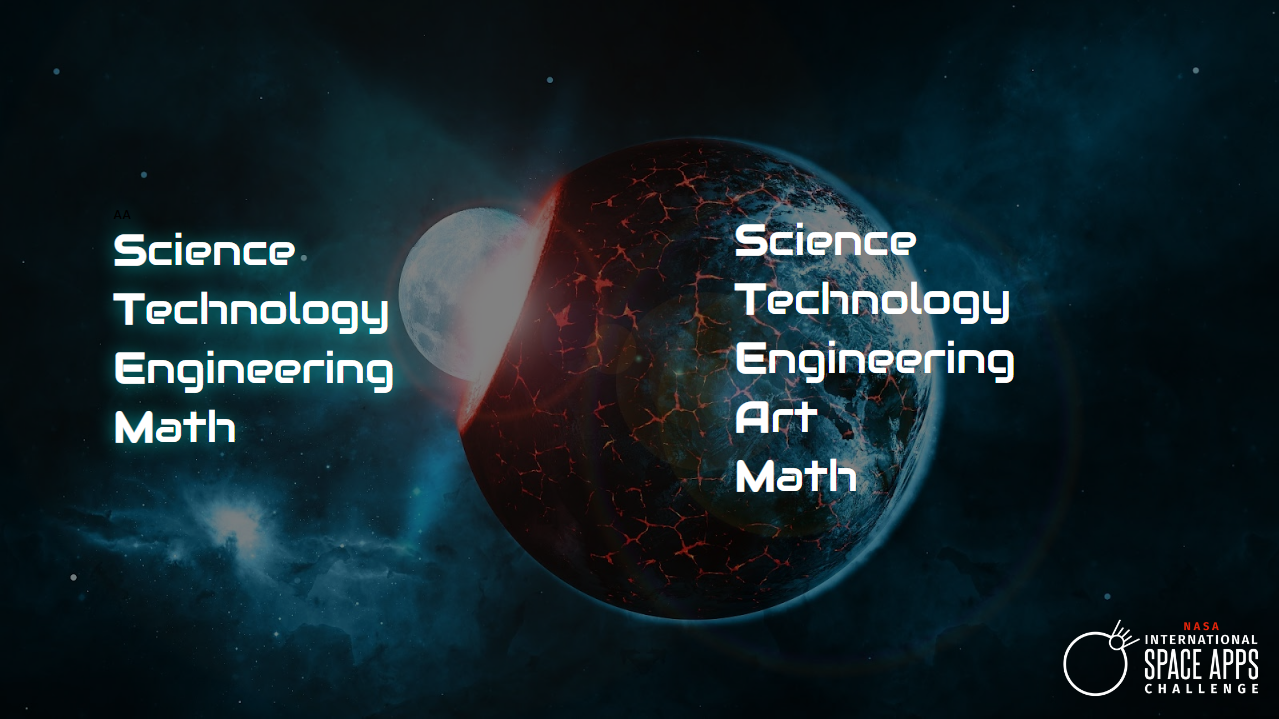 AA
Science
Technology
Engineering
Math
Science
Technology
Engineering
Art
Math
NASA
INTERNATIONAL
SPACE APPS
CHALLENGE